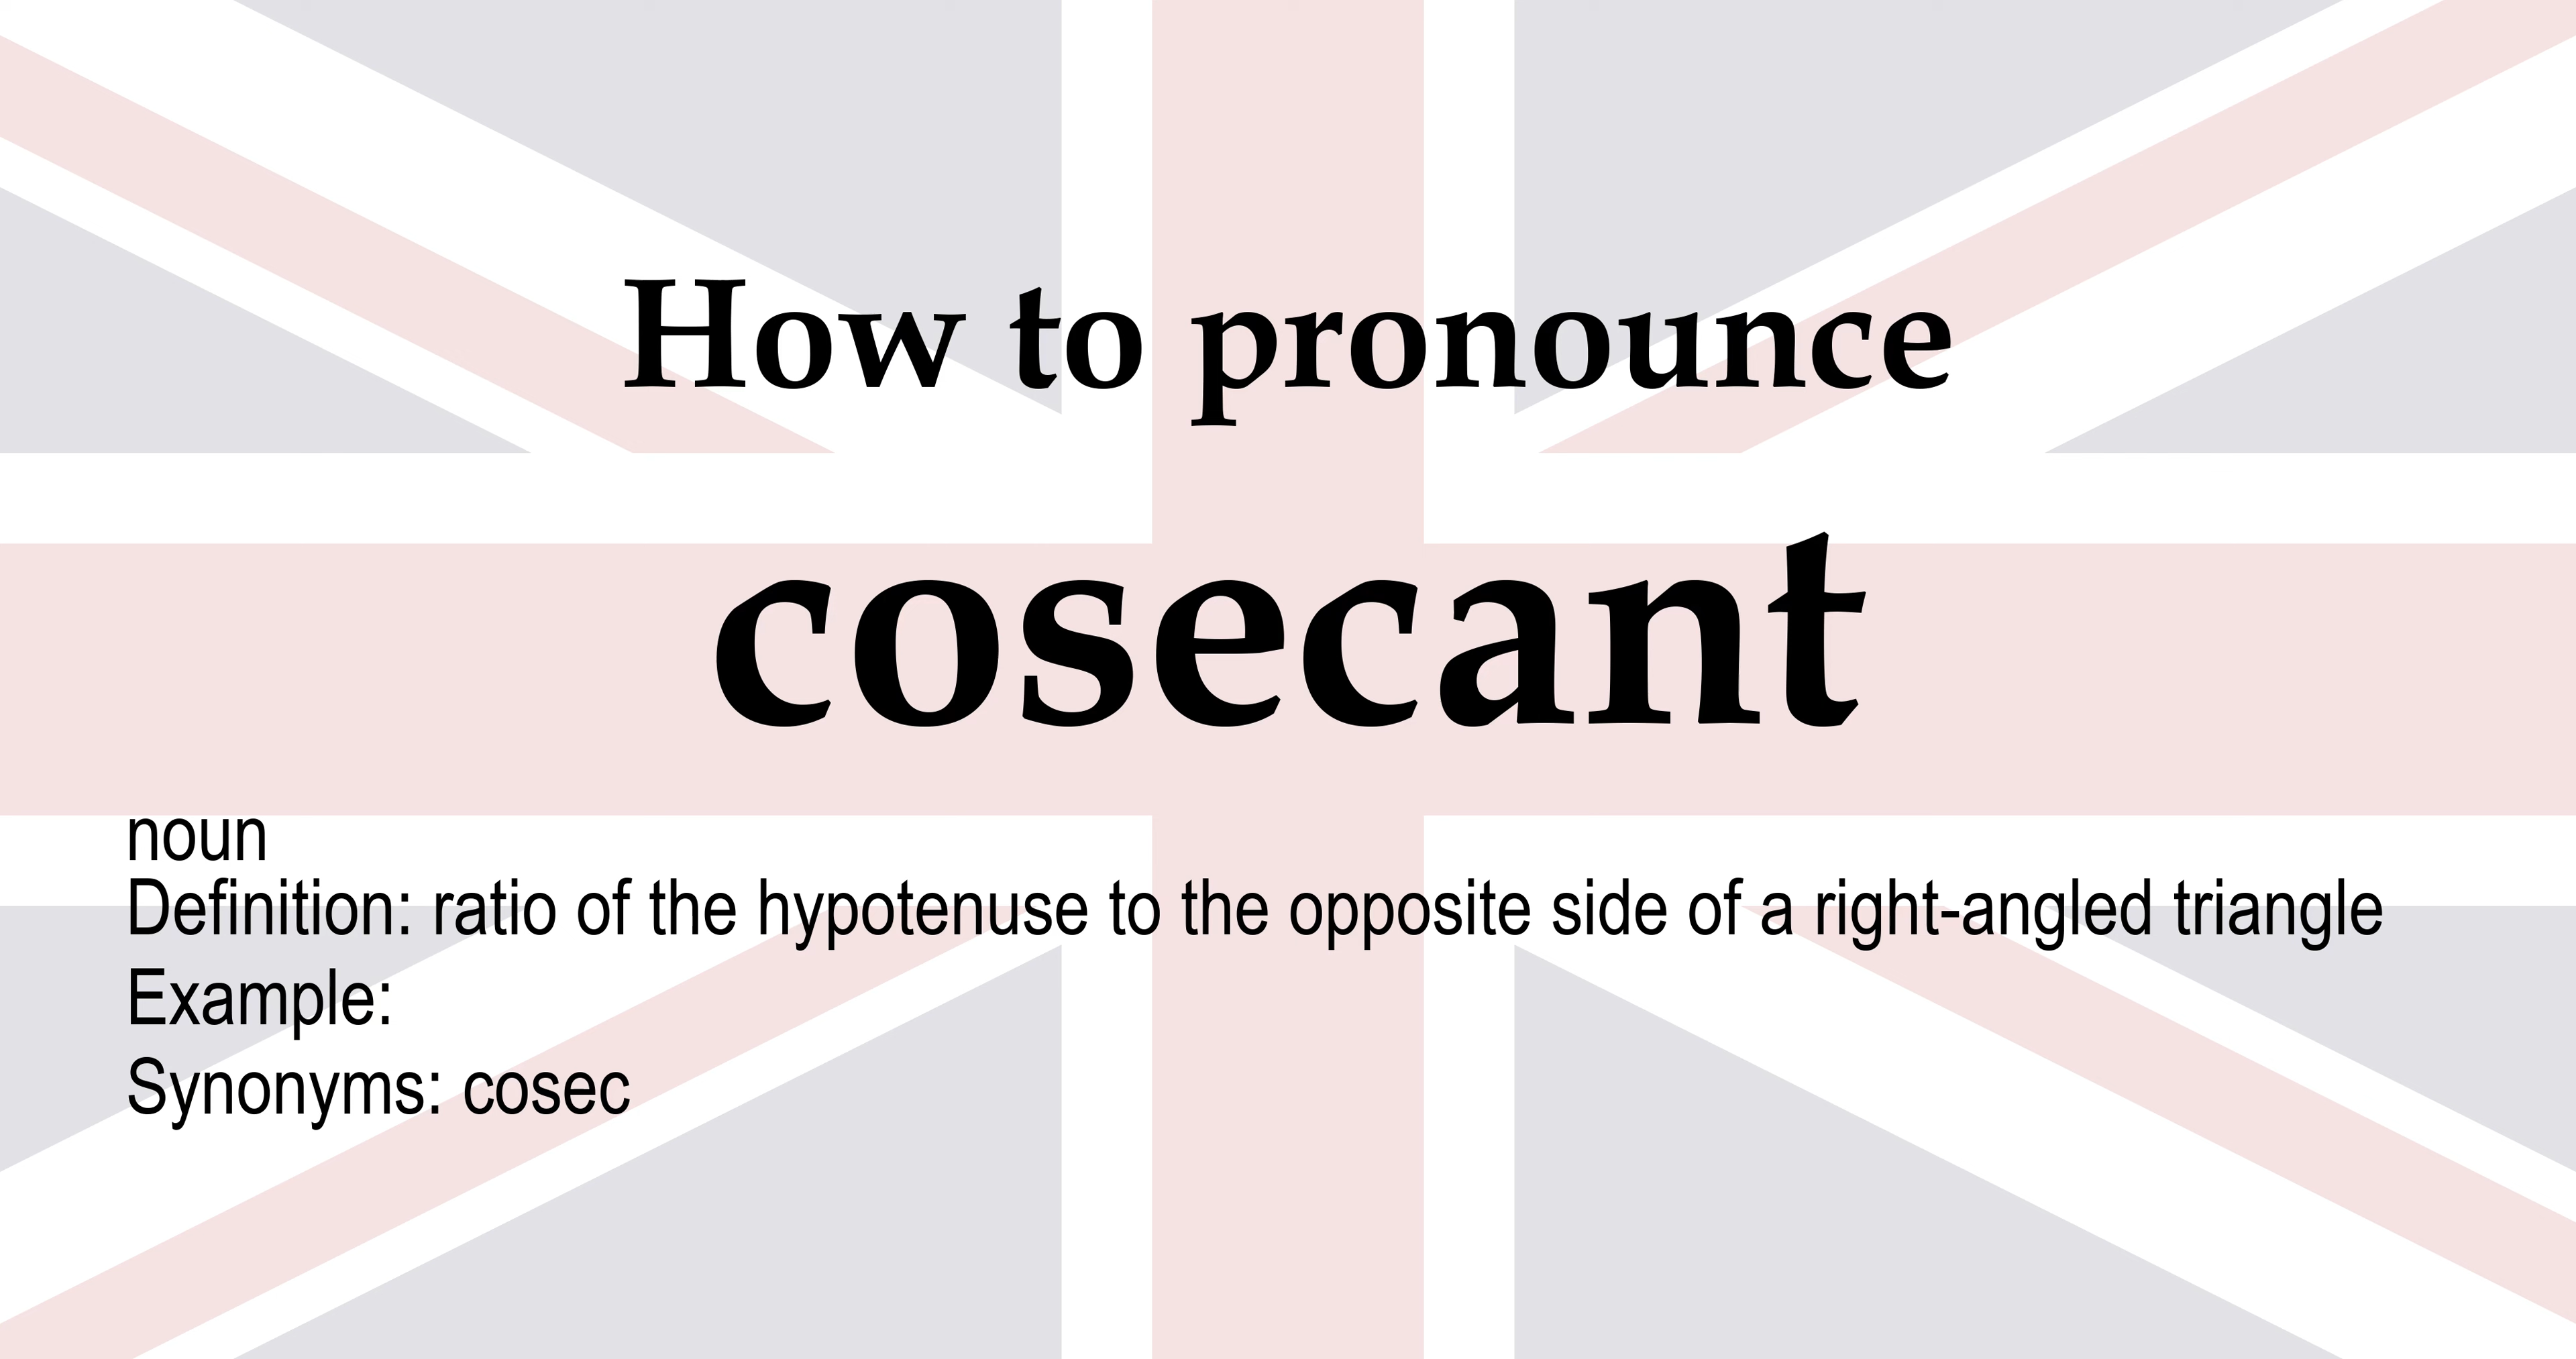 How to pronounce
cosecant
noun
Definition: ratio of the hypotenuse to the opposite side of a right-angled triangle
Example:
Synonyms: cosec